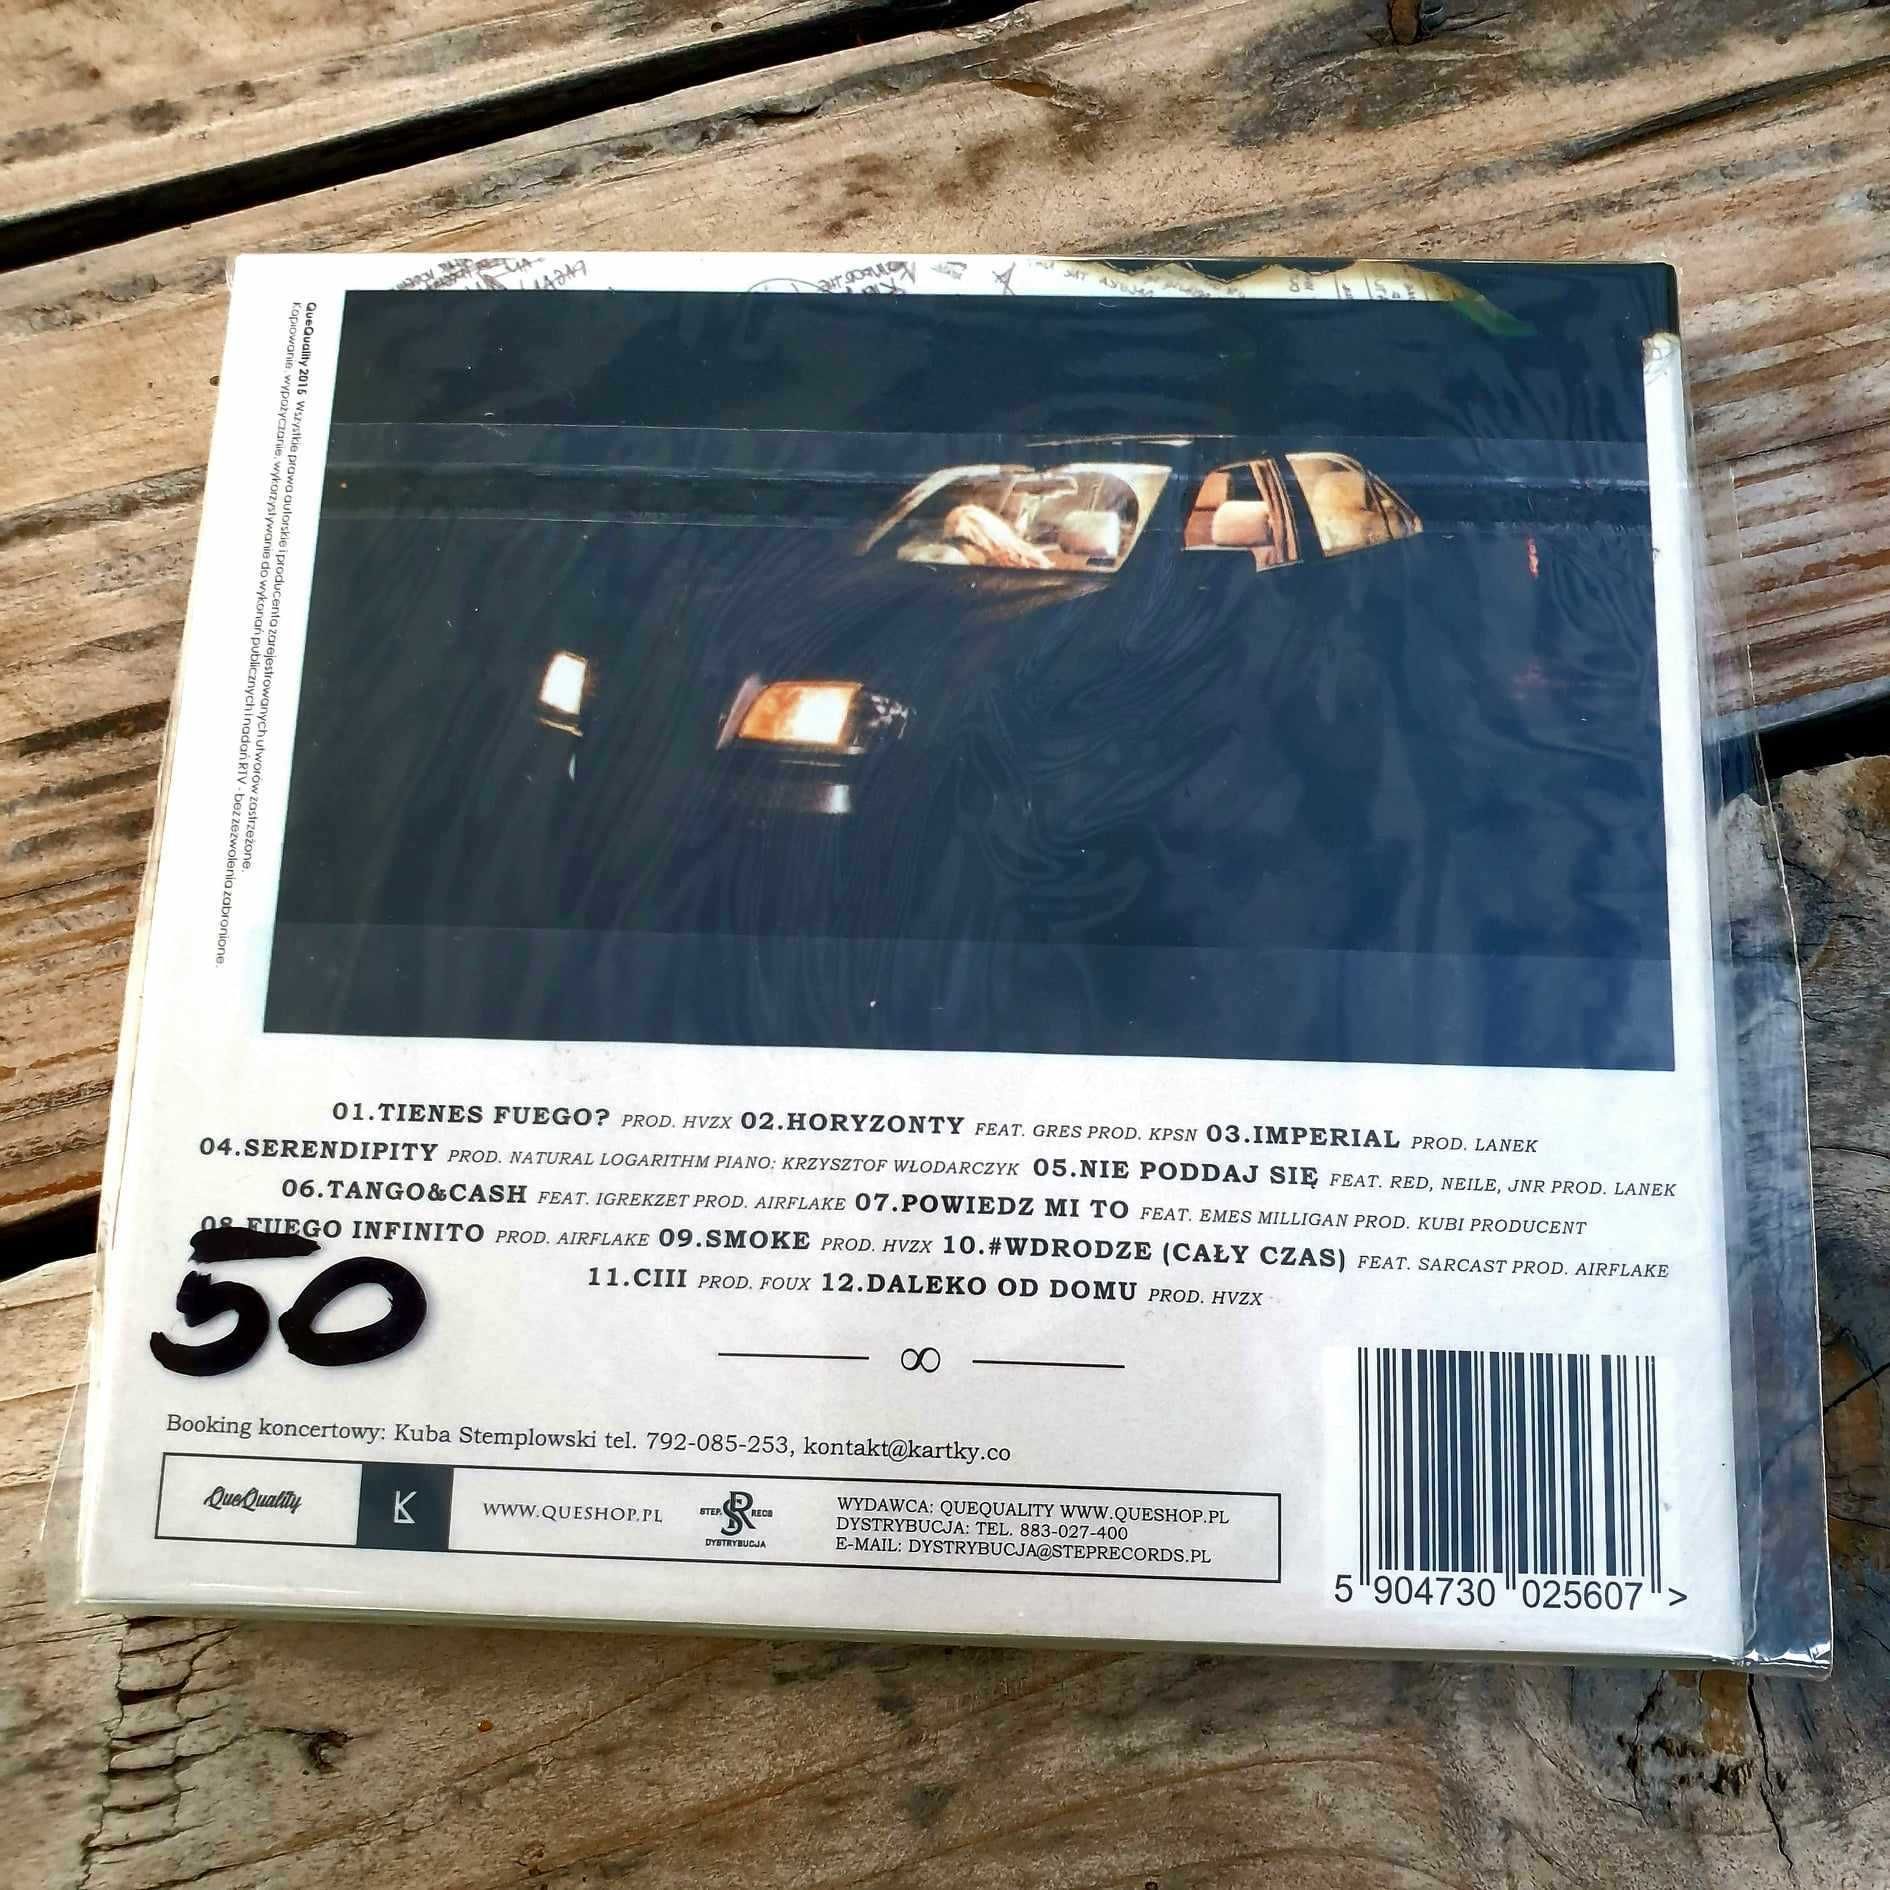 QueQuality 2015 Wszystkie prawa autorskie i producenta zarejestrowanych utworów zastrzeżone.
Kopiowanie, wypożyczanie, wykorzystywanie do wykonań publicznych i nadań RTV - bez zezwolenia zabronione.
01.TIENES FUEGO? PROD. HVZX 02.HORYZONTY FEAT. GRES PROD. KPSN 03.IMPERIAL PROD. LANEK
04.SERENDIPITY PROD. NATURAL LOGARITHM PIANO: KRZYSZTOF WLODARCZYK 05.NIE PODDAJ SIĘ FEAT. RED, NEILE, JNR PROD. LANEK
06.TANGO&CASH FEAT. IGREKZET PROD. AIRFLAKE 07.POWIEDZ MI TO FEAT. EMES MILLIGAN PROD. KUBI PRODUCENT
08.FUEGO INFINITO PROD. AIRFLAKE 09.SMOKE PROD. HVZX 10.#WDRODZE (CAŁY CZAS) FEAT. SARCAST PROD. AIRFLAKE
11.CIII PROD. FOUX 12.DALEKO OD DOMU PROD. HVZX
50
Booking koncertowy: Kuba Stemplowski tel. 792-085-253, kontakt@kartky.co
QueQuality
K
WWW.QUESHOP.PL
STEP. SR RECS
DYSTRYBUCJA
WYDAWCA: QUEQUALITY WWW.QUESHOP.PL
DYSTRYBUCJA: TEL. 883-027-400
E-MAIL: DYSTRYBUCJA@STEPRECORDS.PL
5 904730 025607 >